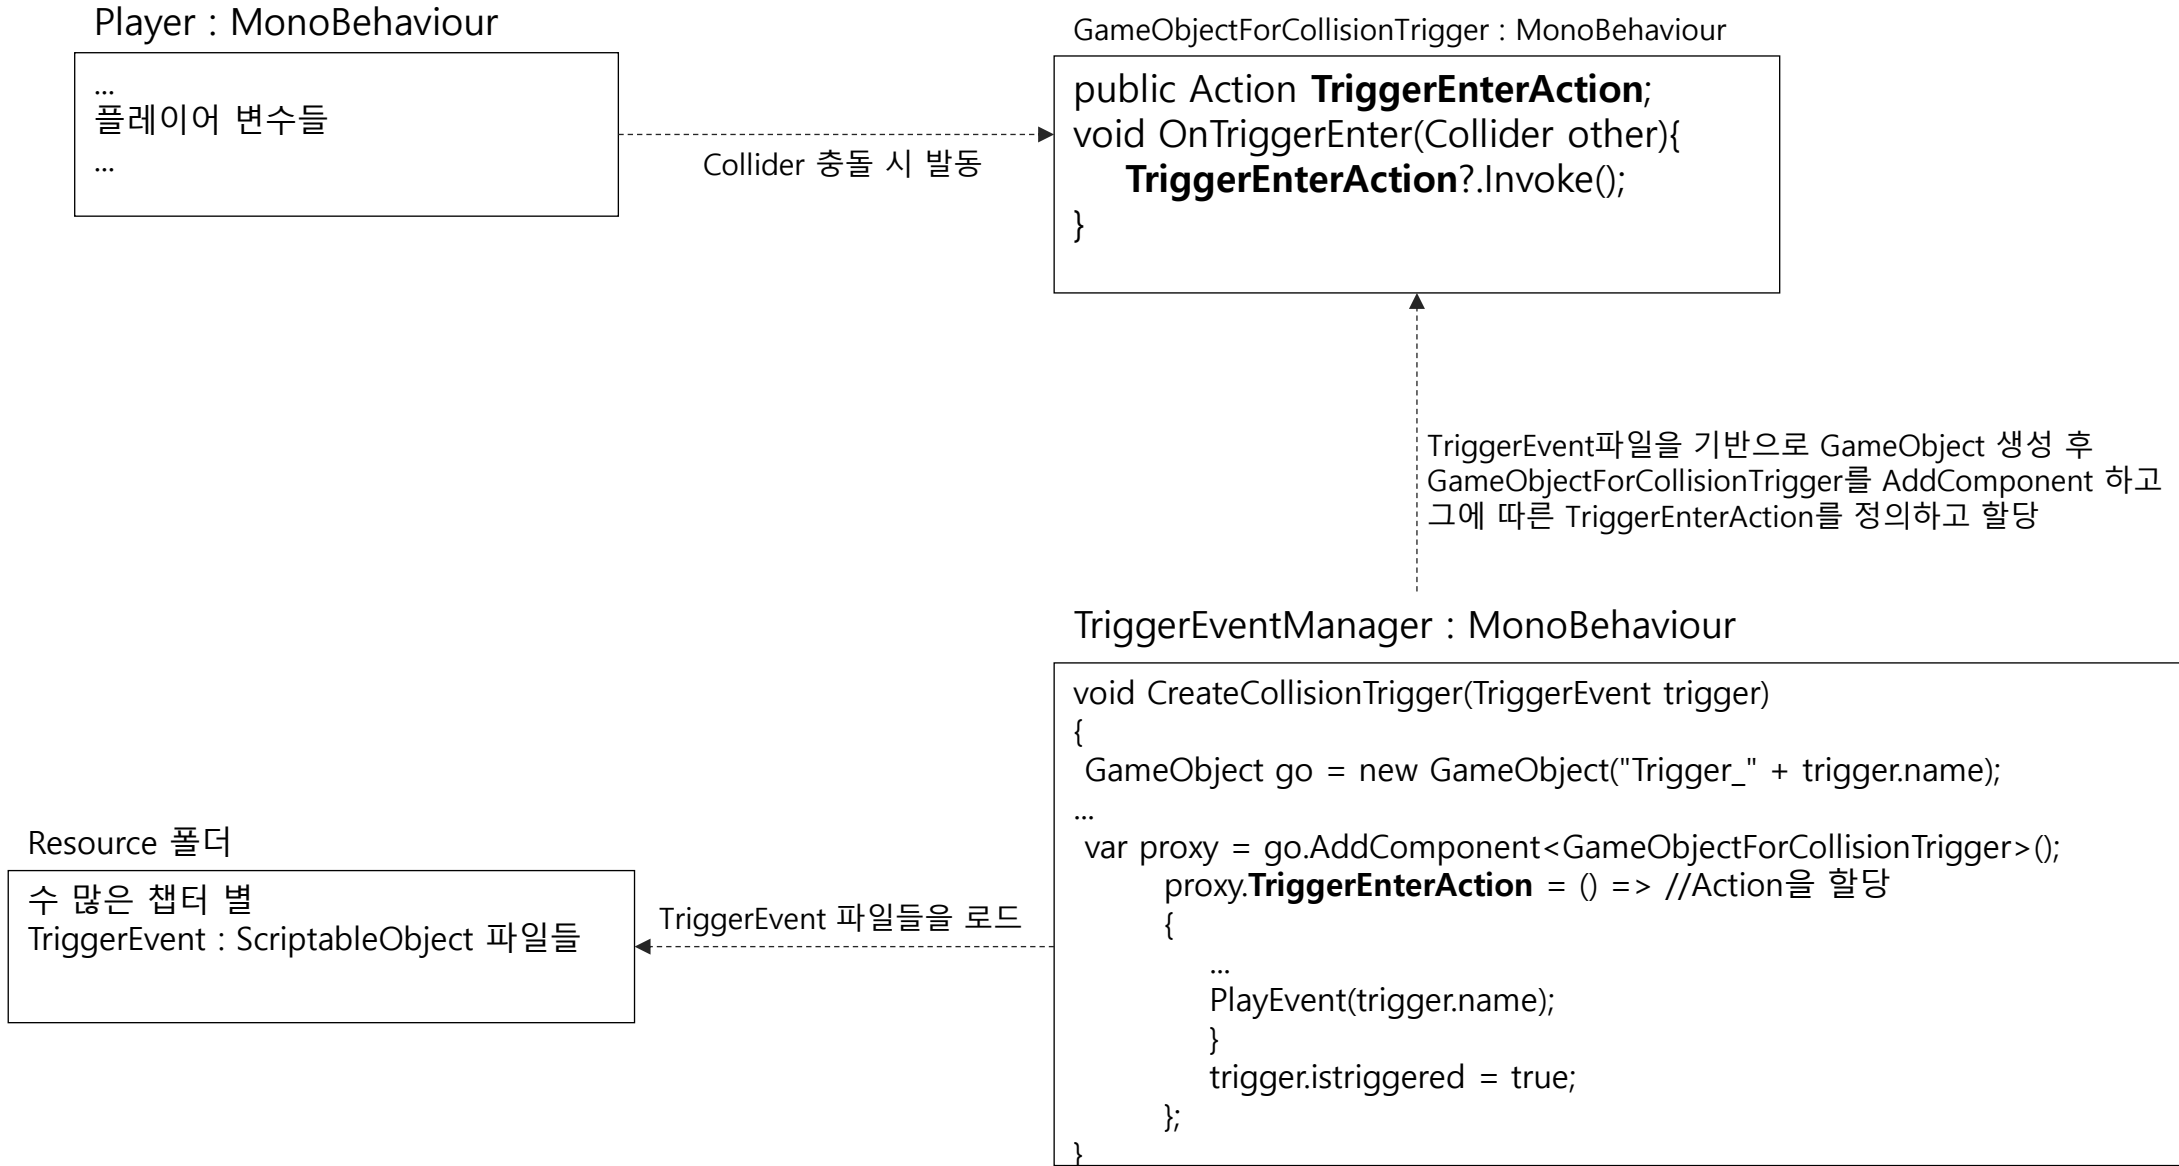 Player : MonoBehaviour
...
플레이어 변수들
...
Collider 충돌 시 발동
GameObjectForCollisionTrigger : MonoBehaviour
public Action TriggerEnterAction;
void OnTriggerEnter(Collider other){
TriggerEnterAction?.Invoke();
}
TriggerEvent파일을 기반으로 GameObject 생성 후
GameObjectForCollisionTrigger를 AddComponent 하고
그에 따른 TriggerEnterAction를 정의하고 할당
TriggerEventManager : MonoBehaviour
void CreateCollisionTrigger(TriggerEvent trigger)
{
GameObject go = new GameObject("Trigger_" + trigger.name);
...
var proxy = go.AddComponent<GameObjectForCollisionTrigger>();
proxy.TriggerEnterAction = () => //Action을 할당
{
...
PlayEvent(trigger.name);
}
trigger.istriggered = true;
};
}
TriggerEvent 파일들을 로드
Resource 폴더
수 많은 챕터 별
TriggerEvent : ScriptableObject 파일들